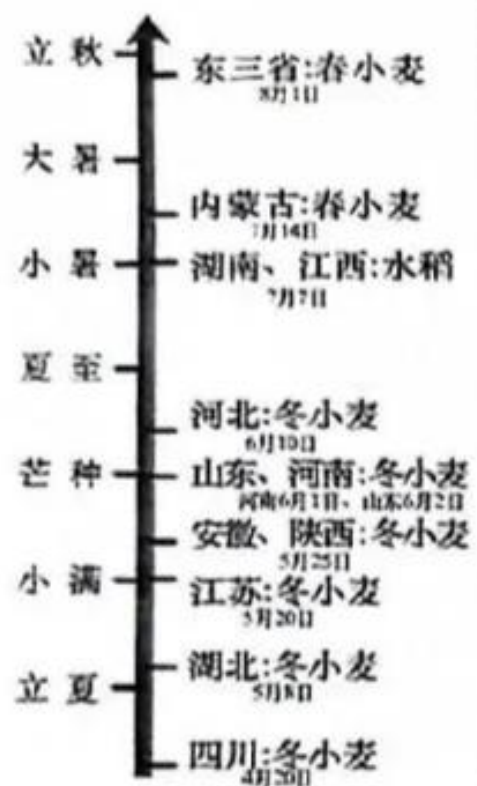 立秋
东三省:春小麦
8月1日
大暑
内蒙古:春小麦
7月14日
小暑
湖南、江西:水稻
7月7日
夏至
河北:冬小麦
6月10日
芒种
山东、河南:冬小麦
河南6月1日、山东6月2日
安徽、陕西:冬小麦
5月25日
小满
江苏:冬小麦
5月20日
湖北:冬小麦
5月8日
立夏
四川:冬小麦
4月20日